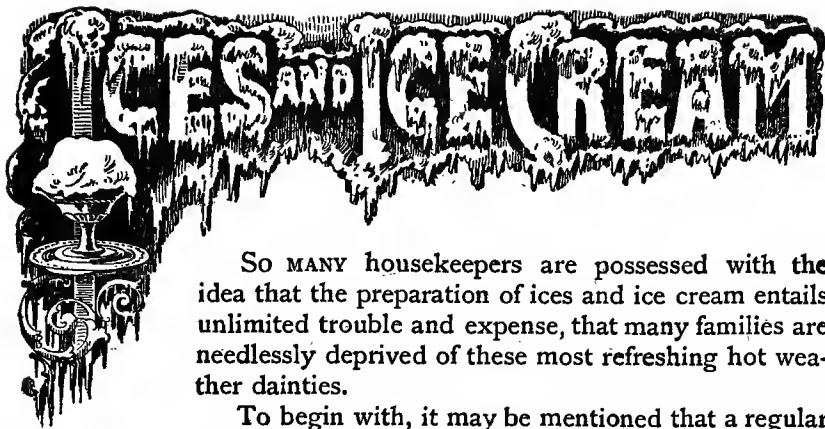 ICES AND ICE CREAM
So MANY housekeepers are possessed with the
idea that the preparation of ices and ice cream entails
unlimited trouble and expense, that many families are
needlessly deprived of these most refreshing hot wea-
ther dainties.
To begin with, it may be mentioned that a regular